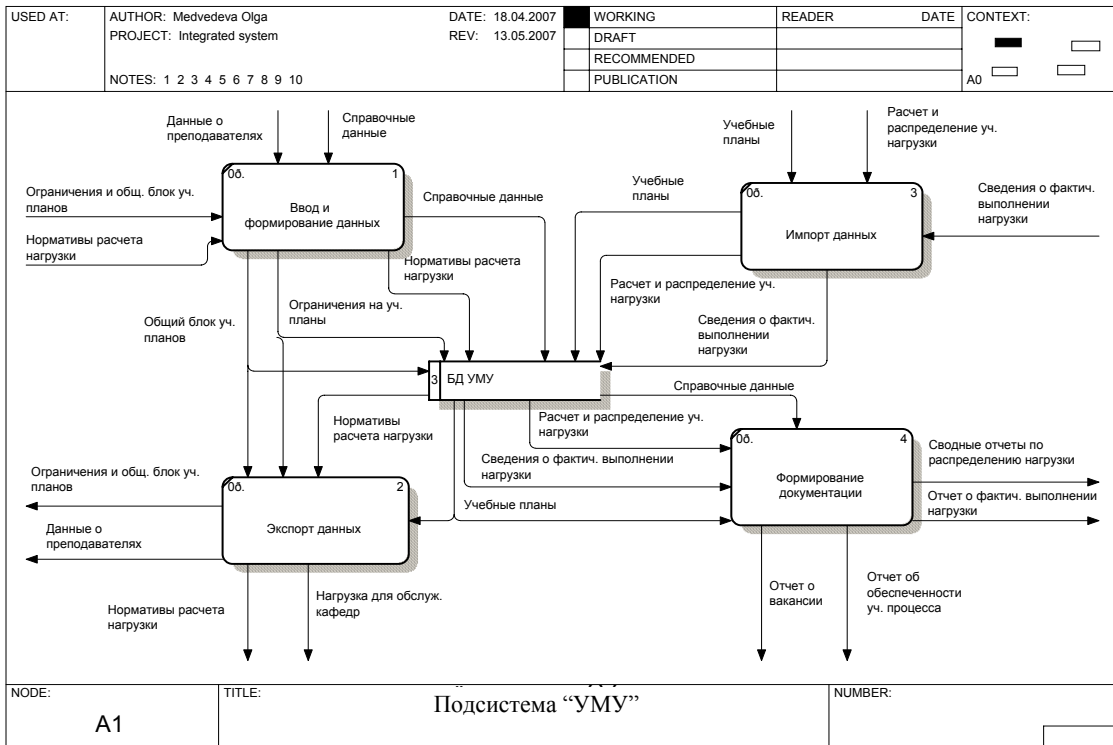 USED AT:
AUTHOR: Medvedeva Olga
DATE: 18.04.2007
PROJECT: Integrated system
REV: 13.05.2007
NOTES: 1 2 3 4 5 6 7 8 9 10
WORKING
DRAFT
RECOMMENDED
PUBLICATION
READER
DATE
CONTEXT:
A0
Данные о
преподавателях
Справочные
данные
Учебные
планы
Расчет и
распределение уч.
нагрузки
Ограничения и общ. блок уч.
планов
Нормативы расчета
нагрузки
0ð.
1
Ввод и
формирование данных
Справочные данные
Учебные
планы
0ð.
3
Импорт данных
Сведения о фактич.
выполнении
нагрузки
Нормативы расчета
нагрузки
Ограничения на уч.
планы
Общий блок уч.
планов
Расчет и распределение уч.
нагрузки
Сведения о фактич.
выполнении
нагрузки
3
БД УМУ
Справочные данные
Нормативы
расчета нагрузки
Расчет и распределение уч.
нагрузки
Сведения о фактич. выполнении
нагрузки
Учебные планы
0ð.
4
Формирование
документации
Сводные отчеты по
распределению нагрузки
Отчет о фактич. выполнении
нагрузки
Ограничения и общ. блок уч.
планов
Данные о
преподавателях
0ð.
2
Экспорт данных
Нормативы расчета
нагрузки
Нагрузка для обслуж.
кафедр
Отчет о
вакансии
Отчет об
обеспеченности
уч. процесса
NODE:
A1
TITLE:
Подсистема “УМУ”
NUMBER: